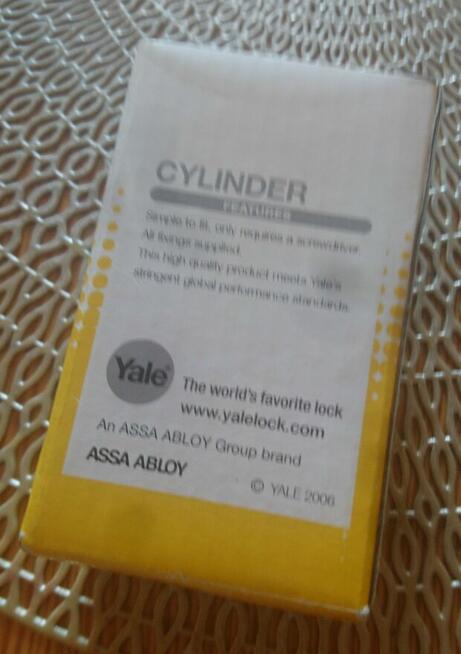 CYLINDER
FEATURES
Simple to fit, only requires a screwdriver.
All fixings supplied.
This high quality product meets Yale's
stringent global performance standards.
Yale®
The world's favorite lock
www.yalelock.com
An ASSA ABLOY Group brand
ASSA ABLOY
© YALE 2006